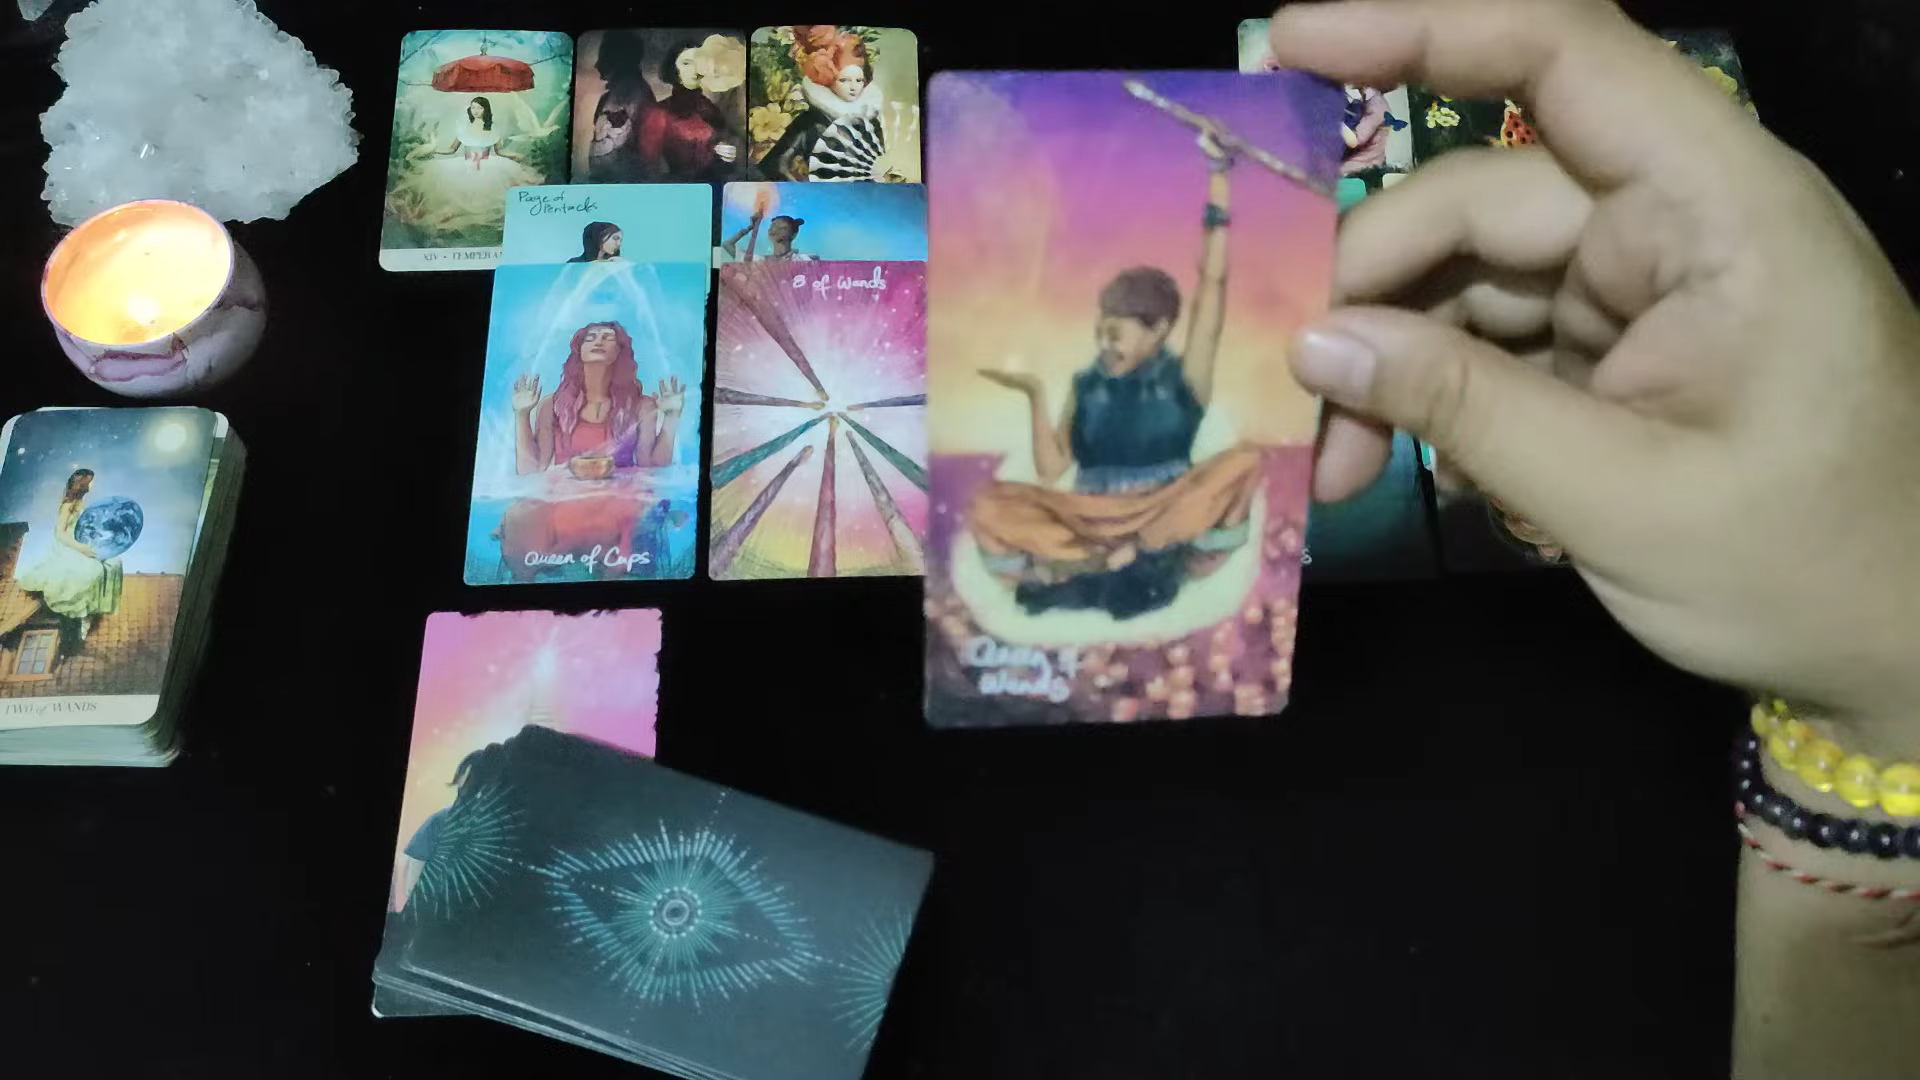 XIV • TEMPERAN
Page of
Pentacles
8 of Wands
Queen of Cups
Queen of
Wands
TWO of WANDS